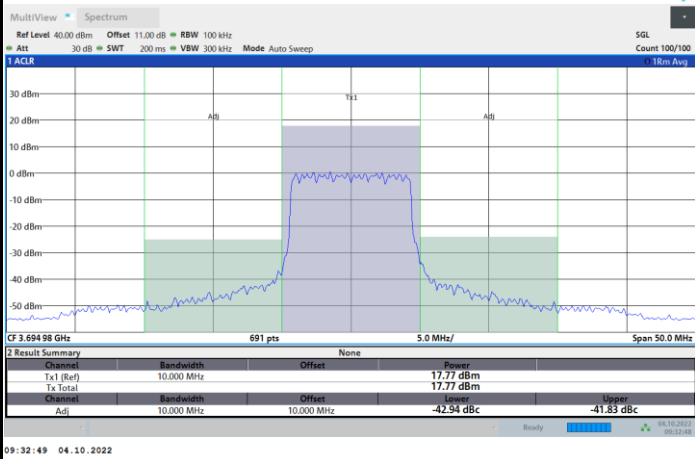 MultiView Spectrum
Ref Level 40.00 dBm Offset 11.00 dB RBW 100 kHz SGL
Att 30 dB SWT 200 ms VBW 300 kHz Mode Auto Sweep Count 100/100
1 ACLR 1Rm Avg
30 dBm
Tx1
20 dBm
Adj Adj
10 dBm
0 dBm
-10 dBm
-20 dBm
-30 dBm
-40 dBm
-50 dBm
CF 3.694 98 GHz 691 pts 5.0 MHz/ Span 50.0 MHz
2 Result Summary None
Channel Bandwidth Offset Power
Tx1 (Ref) 10.000 MHz 17.77 dBm
Tx Total 17.77 dBm
Channel Bandwidth Offset Lower Upper
Adj 10.000 MHz 10.000 MHz -42.94 dBc -41.83 dBc
Ready 04.10.2022
09:32:48
09:32:49 04.10.2022